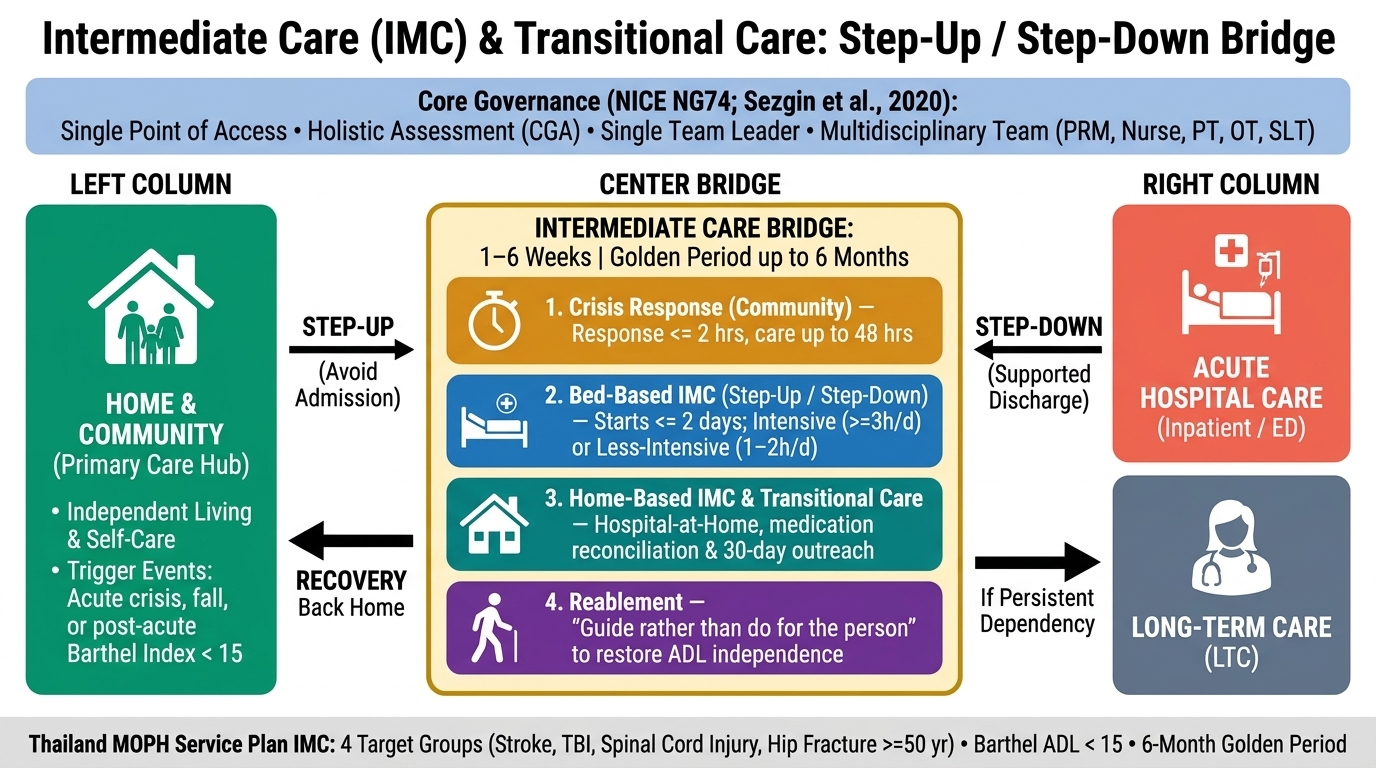 Intermediate Care (IMC) & Transitional Care: Step-Up / Step-Down Bridge
Core Governance (NICE NG74; Sezgin et al., 2020):
Single Point of Access • Holistic Assessment (CGA) • Single Team Leader • Multidisciplinary Team (PRM, Nurse, PT, OT, SLT)
LEFT COLUMN
HOME &
COMMUNITY
(Primary Care Hub)
• Independent Living
& Self-Care
• Trigger Events:
Acute crisis, fall,
or post-acute
Barthel Index < 15
STEP-UP
(Avoid
Admission)
RECOVERY
Back Home
CENTER BRIDGE
INTERMEDIATE CARE BRIDGE:
1–6 Weeks | Golden Period up to 6 Months
1. Crisis Response (Community) —
Response <= 2 hrs, care up to 48 hrs
2. Bed-Based IMC (Step-Up / Step-Down)
— Starts <= 2 days; Intensive (>=3h/d)
or Less-Intensive (1–2h/d)
3. Home-Based IMC & Transitional Care
— Hospital-at-Home, medication
reconciliation & 30-day outreach
4. Reablement —
“Guide rather than do for the person”
to restore ADL independence
STEP-DOWN
(Supported
Discharge)
If Persistent
Dependency
RIGHT COLUMN
ACUTE
HOSPITAL CARE
(Inpatient / ED)
LONG-TERM CARE
(LTC)
Thailand MOPH Service Plan IMC: 4 Target Groups (Stroke, TBI, Spinal Cord Injury, Hip Fracture >=50 yr) • Barthel ADL < 15 • 6-Month Golden Period